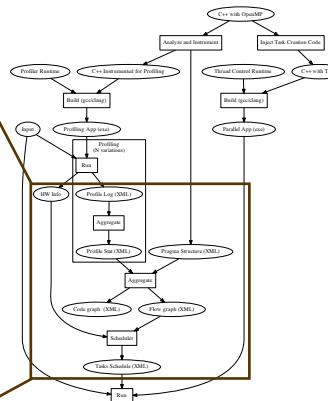 C++ with OpenMP
Analyze and Instrument
Inject Task Creation Code
Profiler Runtime
C++ Instrumented for Profiling
Thread Control Runtime
C++ with T
Build (gcc/clang)
Build (gcc/clang)
Input
Profiling App (exe)
Parallel App (exe)
Profiling
(N variations)
Run
HW Info
Profile Log (XML)
Aggregate
Profile Stat (XML)
Pragma Structure (XML)
Aggregate
Code graph (XML)
Flow graph (XML)
Scheduler
Tasks Schedule (XML)
Run